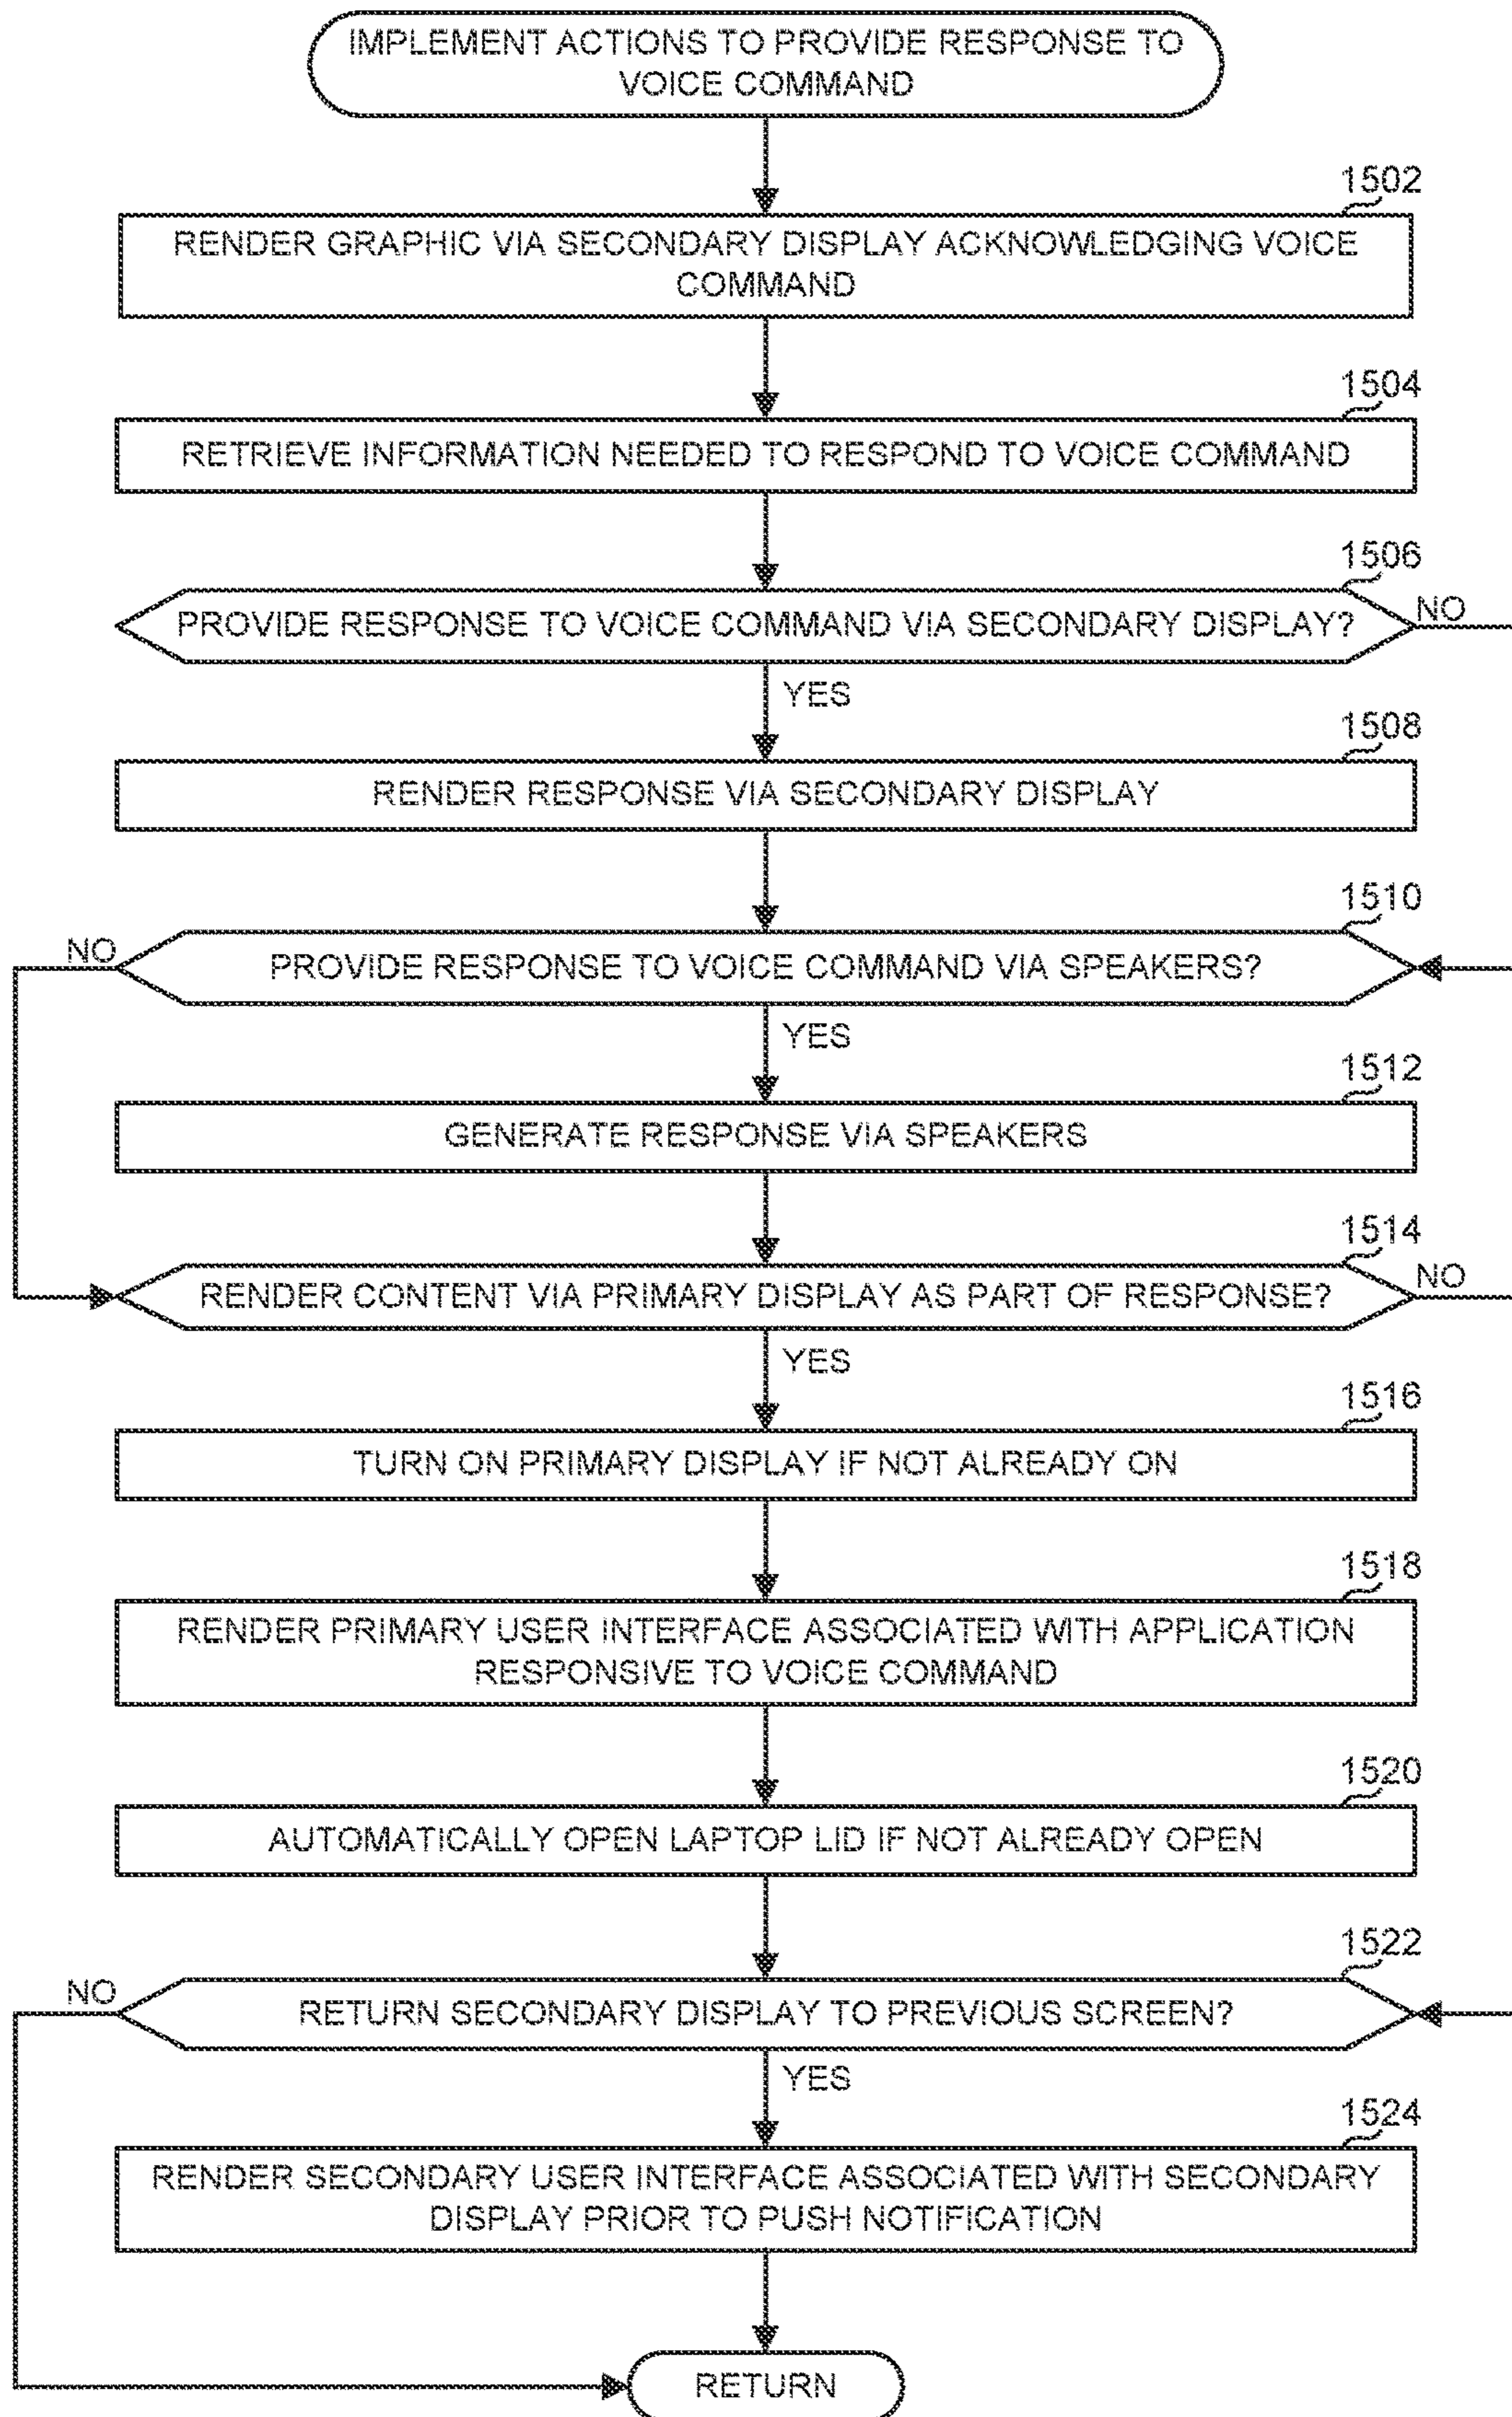 IMPLEMENT ACTIONS TO PROVIDE RESPONSE TO
VOICE COMMAND
1502
RENDER GRAPHIC VIA SECONDARY DISPLAY ACKNOWLEDGING VOICE
COMMAND
1504
RETRIEVE INFORMATION NEEDED TO RESPOND TO VOICE COMMAND
1506
PROVIDE RESPONSE TO VOICE COMMAND VIA SECONDARY DISPLAY?
NO
YES
1508
RENDER RESPONSE VIA SECONDARY DISPLAY
1510
NO
PROVIDE RESPONSE TO VOICE COMMAND VIA SPEAKERS?
YES
1512
GENERATE RESPONSE VIA SPEAKERS
1514
RENDER CONTENT VIA PRIMARY DISPLAY AS PART OF RESPONSE?
NO
YES
1516
TURN ON PRIMARY DISPLAY IF NOT ALREADY ON
1518
RENDER PRIMARY USER INTERFACE ASSOCIATED WITH APPLICATION
RESPONSIVE TO VOICE COMMAND
1520
AUTOMATICALLY OPEN LAPTOP LID IF NOT ALREADY OPEN
1522
NO
RETURN SECONDARY DISPLAY TO PREVIOUS SCREEN?
YES
1524
RENDER SECONDARY USER INTERFACE ASSOCIATED WITH SECONDARY
DISPLAY PRIOR TO PUSH NOTIFICATION
RETURN